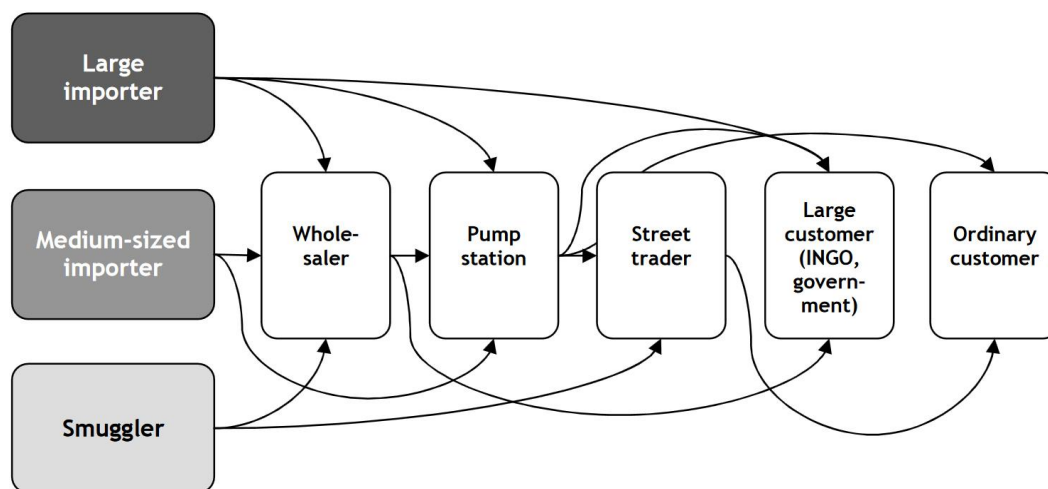 Large
importer
Medium-sized
importer
Smuggler
Whole-
saler
Pump
station
Street
trader
Large
customer
(INGO,
govern-
ment)
Ordinary
customer